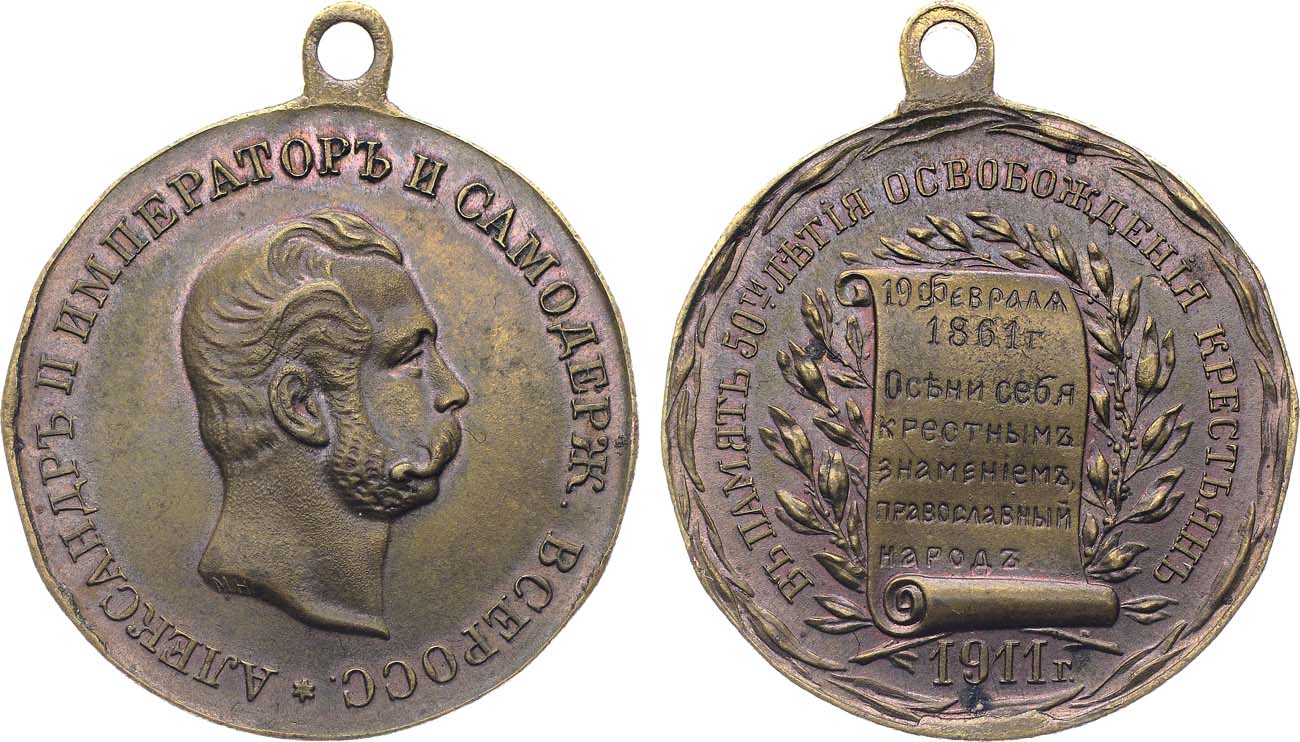 АЛЕКСАНДРЪ II ИМПЕРАТОРЪ И САМОДЕРЖ. ВСЕРОСС. *
ВЪ ПАМЯТЬ 50ТИ ЛѢТІЯ ОСВОБОЖДЕНІЯ КРЕСТЬЯНЪ
19 Февраля
1861 г
Осѣни себя
крестнымъ
знаменіемъ,
православный
народъ
1911 г.